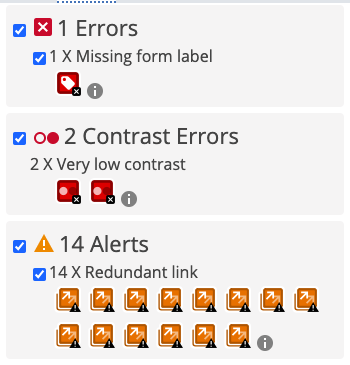 1 Errors
1 X Missing form label
2 Contrast Errors
2 X Very low contrast
14 Alerts
14 X Redundant link